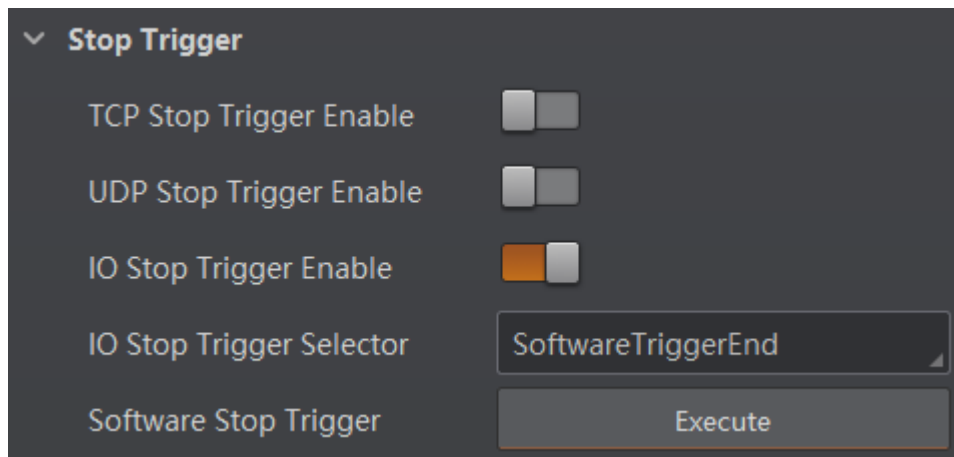 Stop Trigger
TCP Stop Trigger Enable
UDP Stop Trigger Enable
IO Stop Trigger Enable
IO Stop Trigger Selector SoftwareTriggerEnd
Software Stop Trigger Execute